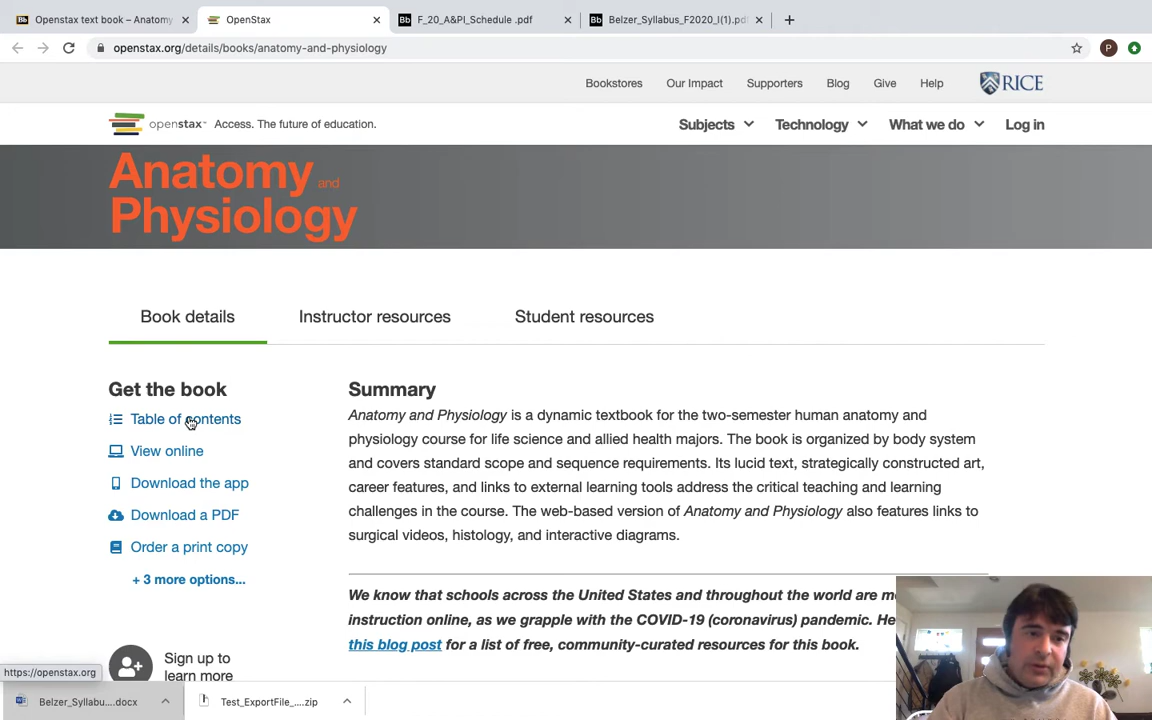 Openstax text book – Anatomy
OpenStax
F_20_A&PI_Schedule .pdf
Belzer_Syllabus_F2020_I(1).pdf
openstax.org/details/books/anatomy-and-physiology
P
Bookstores
Our Impact
Supporters
Blog
Give
Help
RICE
openstax™
Access. The future of education.
Subjects
Technology
What we do
Log in
Anatomy and
Physiology
Book details
Instructor resources
Student resources
Get the book
Table of contents
View online
Download the app
Download a PDF
Order a print copy
+ 3 more options...
Sign up to
learn more
Summary
Anatomy and Physiology is a dynamic textbook for the two-semester human anatomy and
physiology course for life science and allied health majors. The book is organized by body system
and covers standard scope and sequence requirements. Its lucid text, strategically constructed art,
career features, and links to external learning tools address the critical teaching and learning
challenges in the course. The web-based version of Anatomy and Physiology also features links to
surgical videos, histology, and interactive diagrams.
We know that schools across the United States and throughout the world are mo
instruction online, as we grapple with the COVID-19 (coronavirus) pandemic. He
this blog post for a list of free, community-curated resources for this book.
https://openstax.org
Belzer_Syllabu....docx
Test_ExportFile_....zip